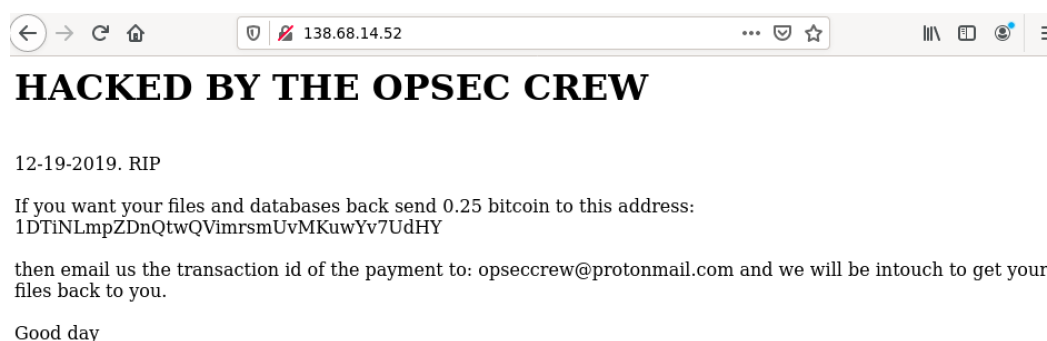 138.68.14.52
HACKED BY THE OPSEC CREW
12-19-2019. RIP
If you want your files and databases back send 0.25 bitcoin to this address:
1DTiNLmpZDnQtwQVimrsmUvMKuwYv7UdHY
then email us the transaction id of the payment to: opseccrew@protonmail.com and we will be intouch to get your
files back to you.
Good day